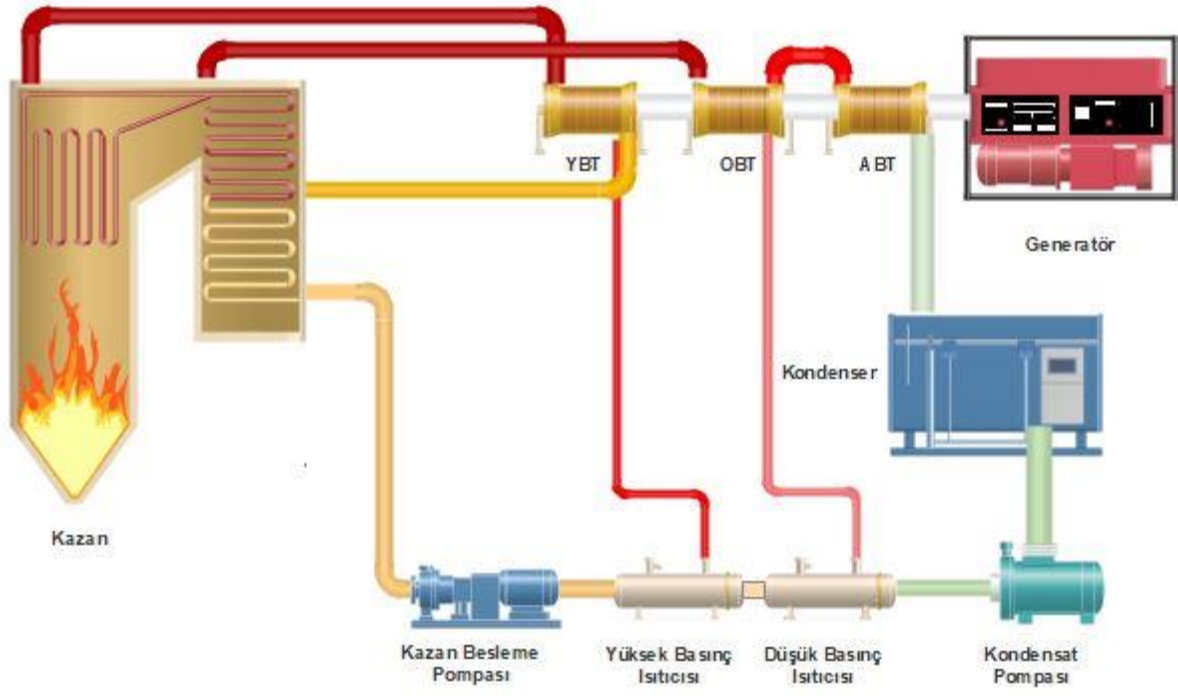 YBT
OBT
ABT
Generatör
Kondenser
Kazan
Kazan Besleme
Pompası
Yüksek Basınç
Isıtıcısı
Düşük Basınç
Isıtıcısı
Kondensat
Pompası